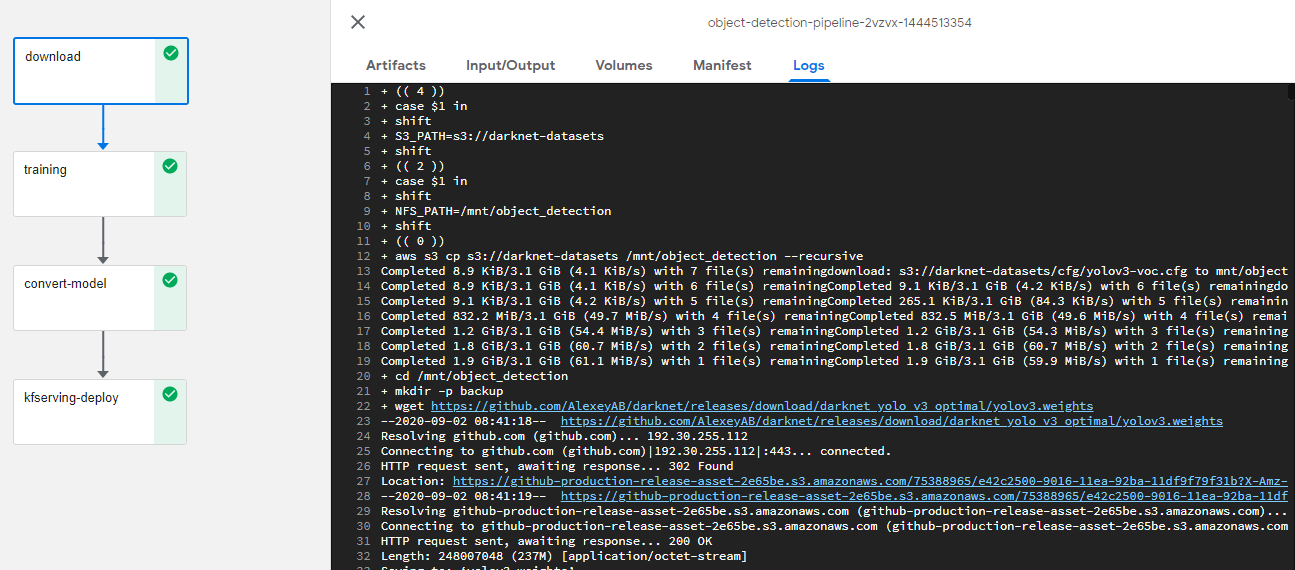 download
training
convert-model
kfserving-deploy
object-detection-pipeline-2vzvx-1444513354
Artifacts Input/Output Volumes Manifest Logs
1 + (( 4 ))
2 + case $1 in
3 + shift
4 + S3_PATH=s3://darknet-datasets
5 + shift
6 + (( 2 ))
7 + case $1 in
8 + shift
9 + NFS_PATH=/mnt/object_detection
10 + shift
11 + (( 0 ))
12 + aws s3 cp s3://darknet-datasets /mnt/object_detection --recursive
13 Completed 8.9 KiB/3.1 GiB (4.1 KiB/s) with 7 file(s) remainingdownload: s3://darknet-datasets/cfg/yolov3-voc.cfg to mnt/object
14 Completed 8.9 KiB/3.1 GiB (4.1 KiB/s) with 6 file(s) remainingCompleted 9.1 KiB/3.1 GiB (4.2 KiB/s) with 6 file(s) remainingdo
15 Completed 9.1 KiB/3.1 GiB (4.2 KiB/s) with 5 file(s) remainingCompleted 265.1 KiB/3.1 GiB (84.3 KiB/s) with 5 file(s) remainin
16 Completed 832.2 MiB/3.1 GiB (49.7 MiB/s) with 4 file(s) remainingCompleted 832.5 MiB/3.1 GiB (49.6 MiB/s) with 4 file(s) remai
17 Completed 1.2 GiB/3.1 GiB (54.4 MiB/s) with 3 file(s) remainingCompleted 1.2 GiB/3.1 GiB (54.3 MiB/s) with 3 file(s) remaining
18 Completed 1.8 GiB/3.1 GiB (60.7 MiB/s) with 2 file(s) remainingCompleted 1.8 GiB/3.1 GiB (60.7 MiB/s) with 2 file(s) remaining
19 Completed 1.9 GiB/3.1 GiB (61.1 MiB/s) with 1 file(s) remainingCompleted 1.9 GiB/3.1 GiB (59.9 MiB/s) with 1 file(s) remaining
20 + cd /mnt/object_detection
21 + mkdir -p backup
22 + wget https://github.com/AlexeyAB/darknet/releases/download/darknet_yolo_v3_optimal/yolov3.weights
23 --2020-09-02 08:41:18-- https://github.com/AlexeyAB/darknet/releases/download/darknet_yolo_v3_optimal/yolov3.weights
24 Resolving github.com (github.com)... 192.30.255.112
25 Connecting to github.com (github.com)|192.30.255.112|:443... connected.
26 HTTP request sent, awaiting response... 302 Found
27 Location: https://github-production-release-asset-2e65be.s3.amazonaws.com/75388965/e42c2500-9016-11ea-92ba-11df9f79f31b?X-Amz-
28 --2020-09-02 08:41:19-- https://github-production-release-asset-2e65be.s3.amazonaws.com/75388965/e42c2500-9016-11ea-92ba-11df
29 Resolving github-production-release-asset-2e65be.s3.amazonaws.com (github-production-release-asset-2e65be.s3.amazonaws.com)...
30 Connecting to github-production-release-asset-2e65be.s3.amazonaws.com (github-production-release-asset-2e65be.s3.amazonaws.com
31 HTTP request sent, awaiting response... 200 OK
32 Length: 248007048 (237M) [application/octet-stream]